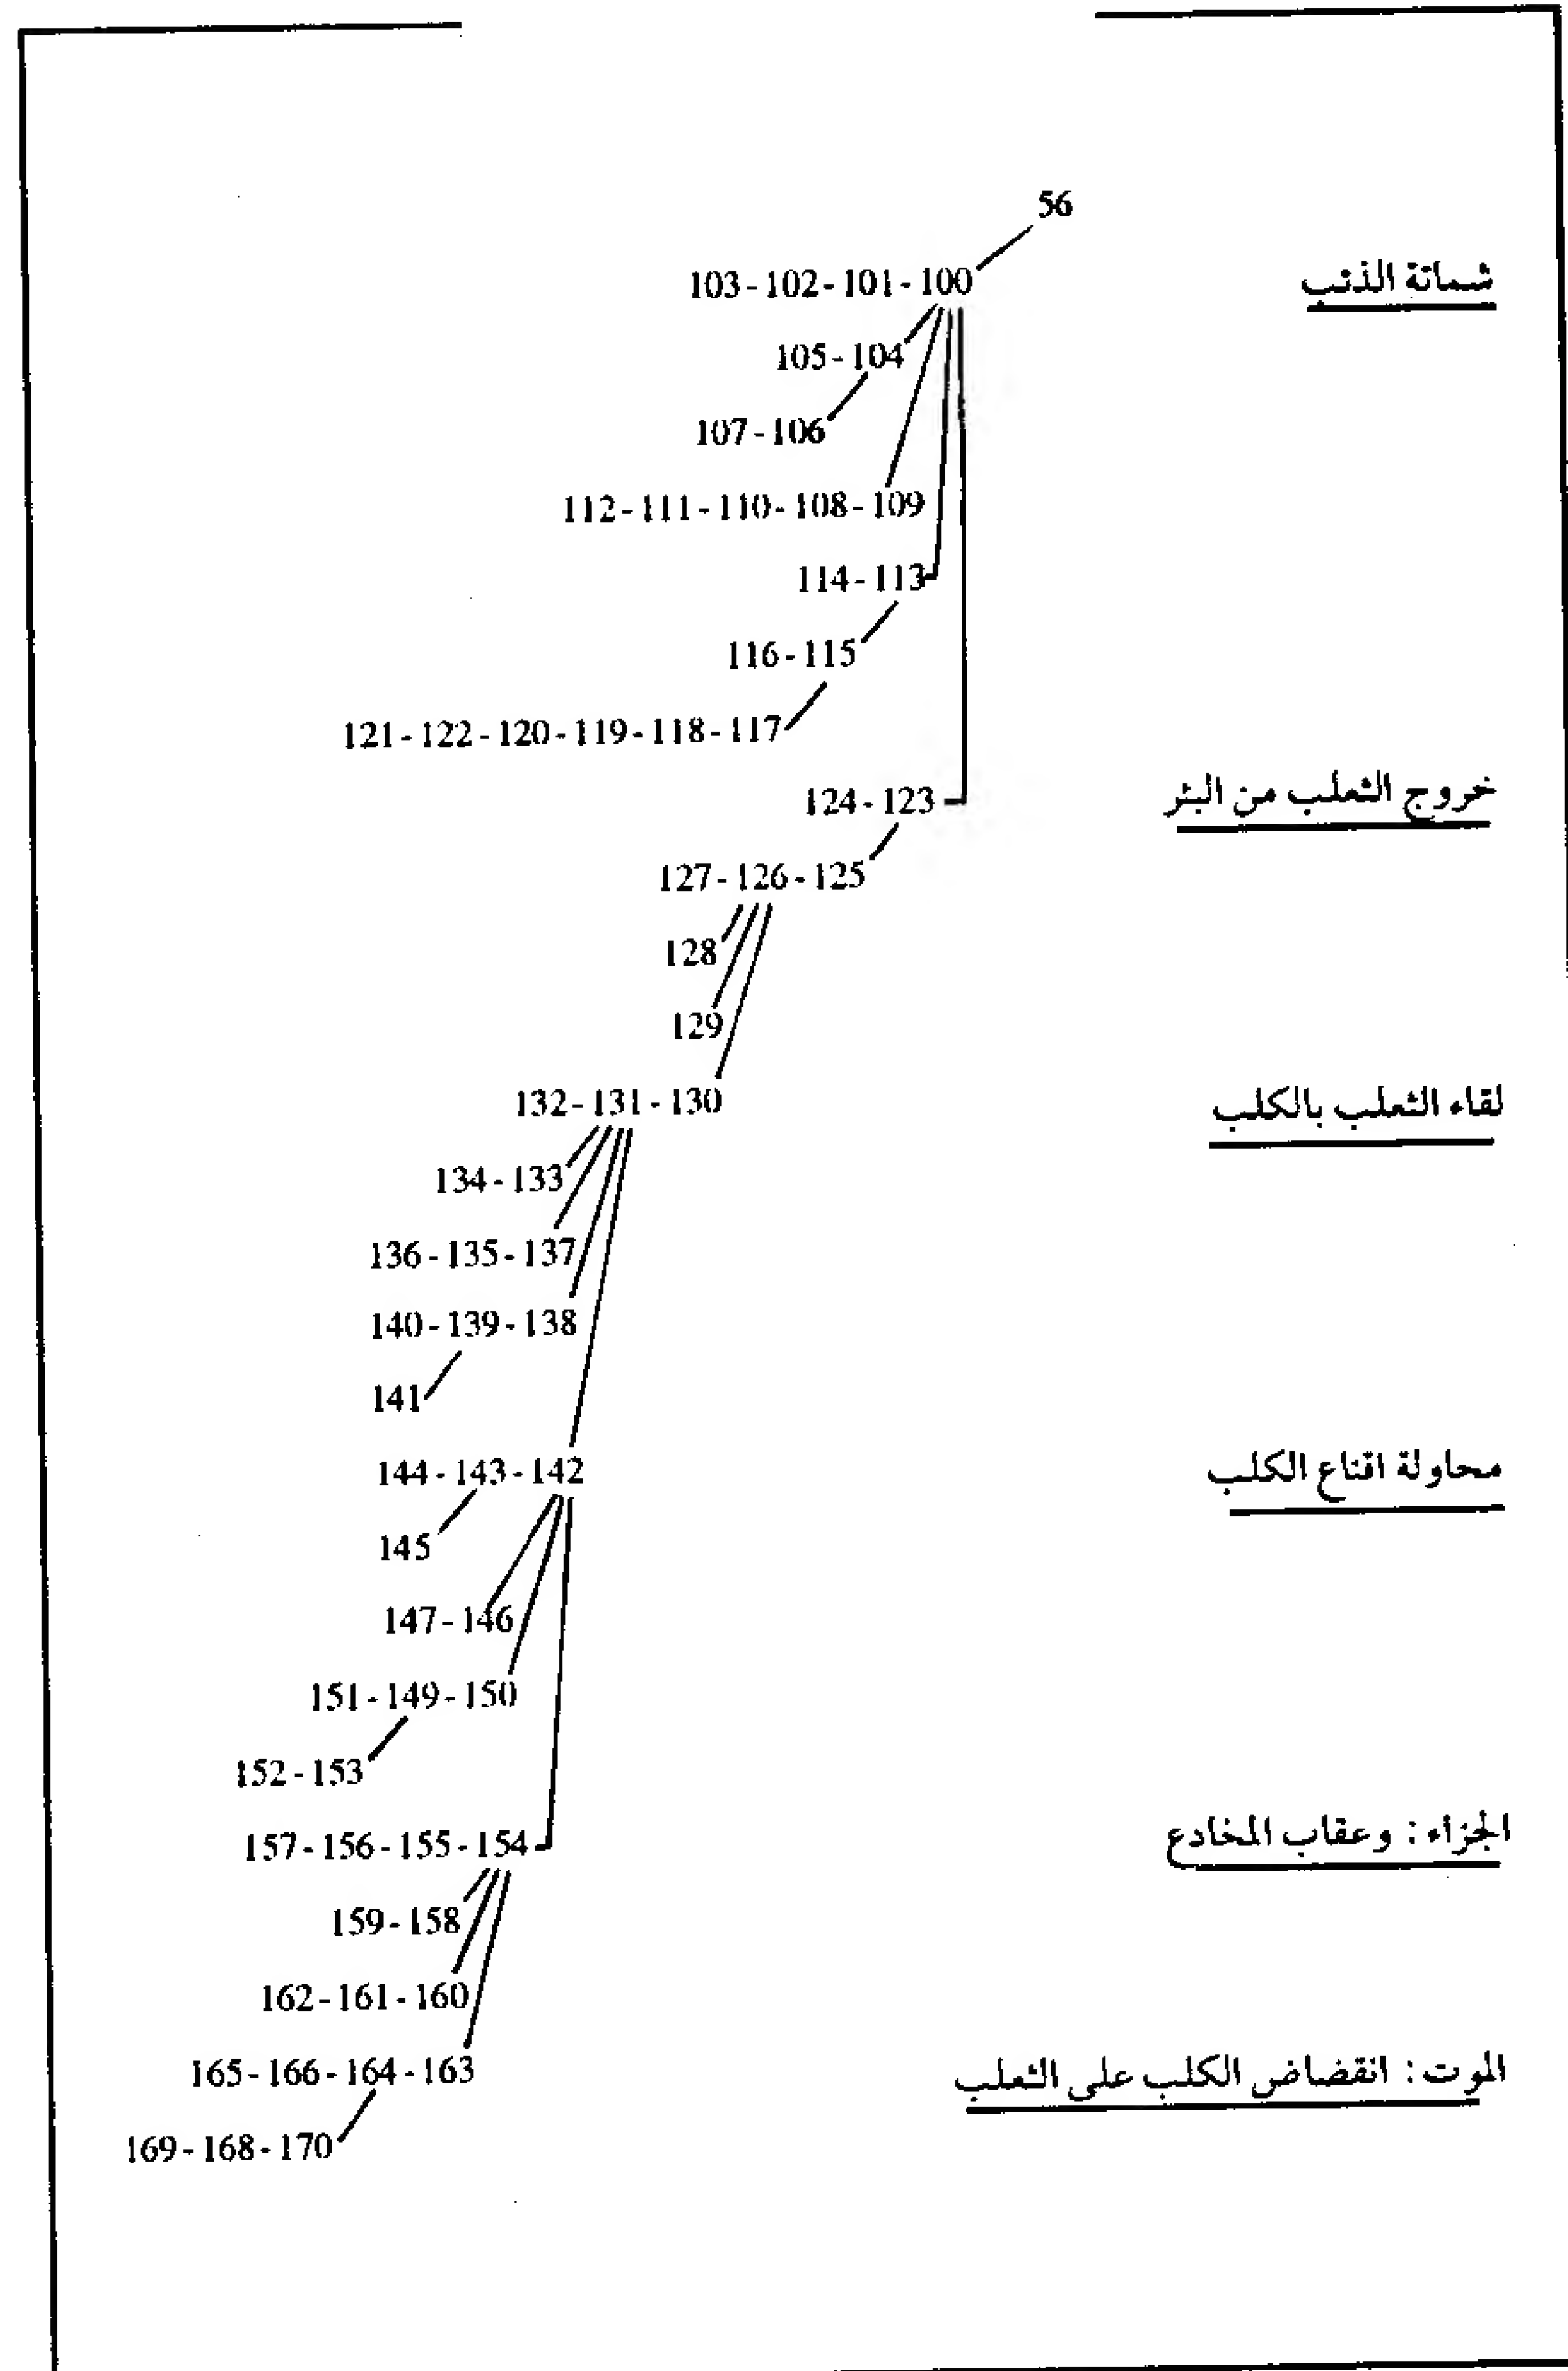 56
شماتة الذئب 103 - 102 - 101 - 100
105 - 104
107 - 106
112 - 111 - 110 - 108 - 109
114 - 113
116 - 115
121 - 122 - 120 - 119 - 118 - 117
خروج الثعلب من البئر 124 - 123
127 - 126 - 125
128
129
لقاء الثعلب بالكلب 132 - 131 - 130
134 - 133
136 - 135 - 137
140 - 139 - 138
141
محاولة اقناع الكلب 144 - 143 - 142
145
147 - 146
151 - 149 - 150
152 - 153
الجزاء : وعقاب المخادع 157 - 156 - 155 - 154
159 - 158
162 - 161 - 160
الموت : انقضاض الكلب على الثعلب 165 - 166 - 164 - 163
169 - 168 - 170